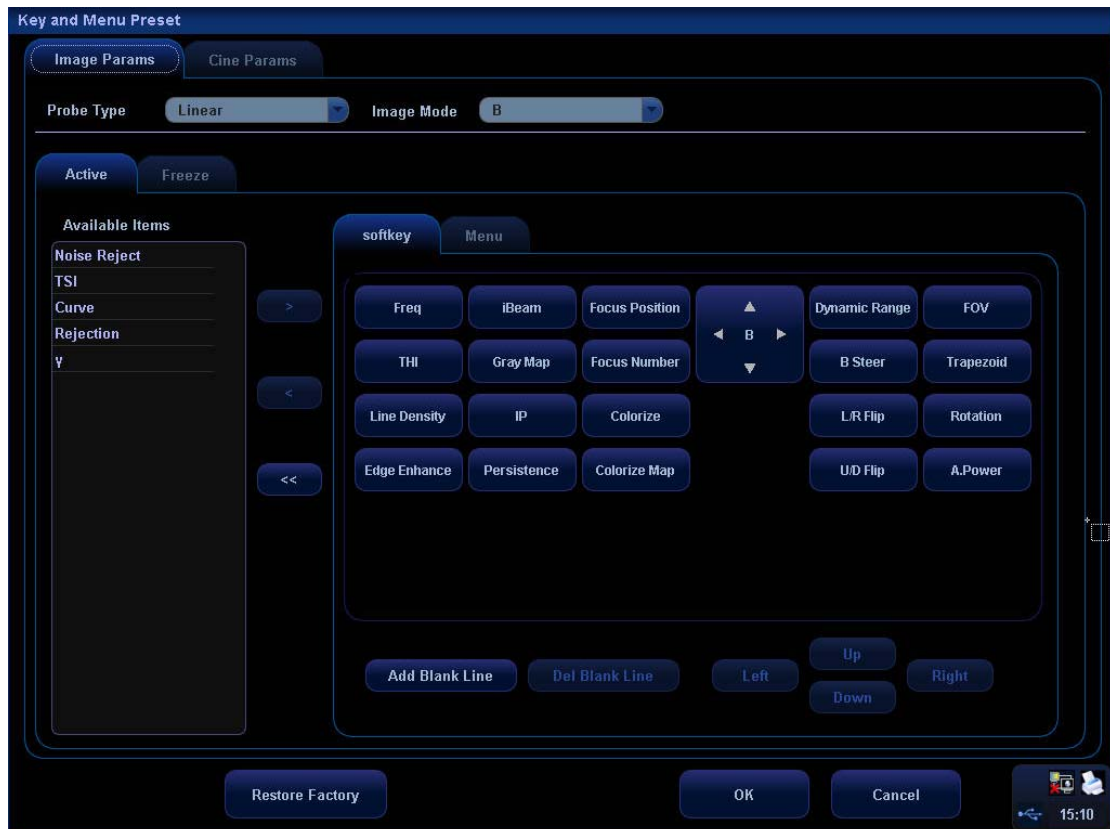 Key and Menu Preset
Image Params Cine Params
Probe Type Linear Image Mode B
Active Freeze
Available Items
Noise Reject
TSI
Curve
Rejection
γ
>
<
<<
softkey Menu
Freq iBeam Focus Position B Dynamic Range FOV
THI Gray Map Focus Number B Steer Trapezoid
Line Density IP Colorize L/R Flip Rotation
Edge Enhance Persistence Colorize Map U/D Flip A.Power
Add Blank Line Del Blank Line Left Up Down Right
Restore Factory OK Cancel
15:10